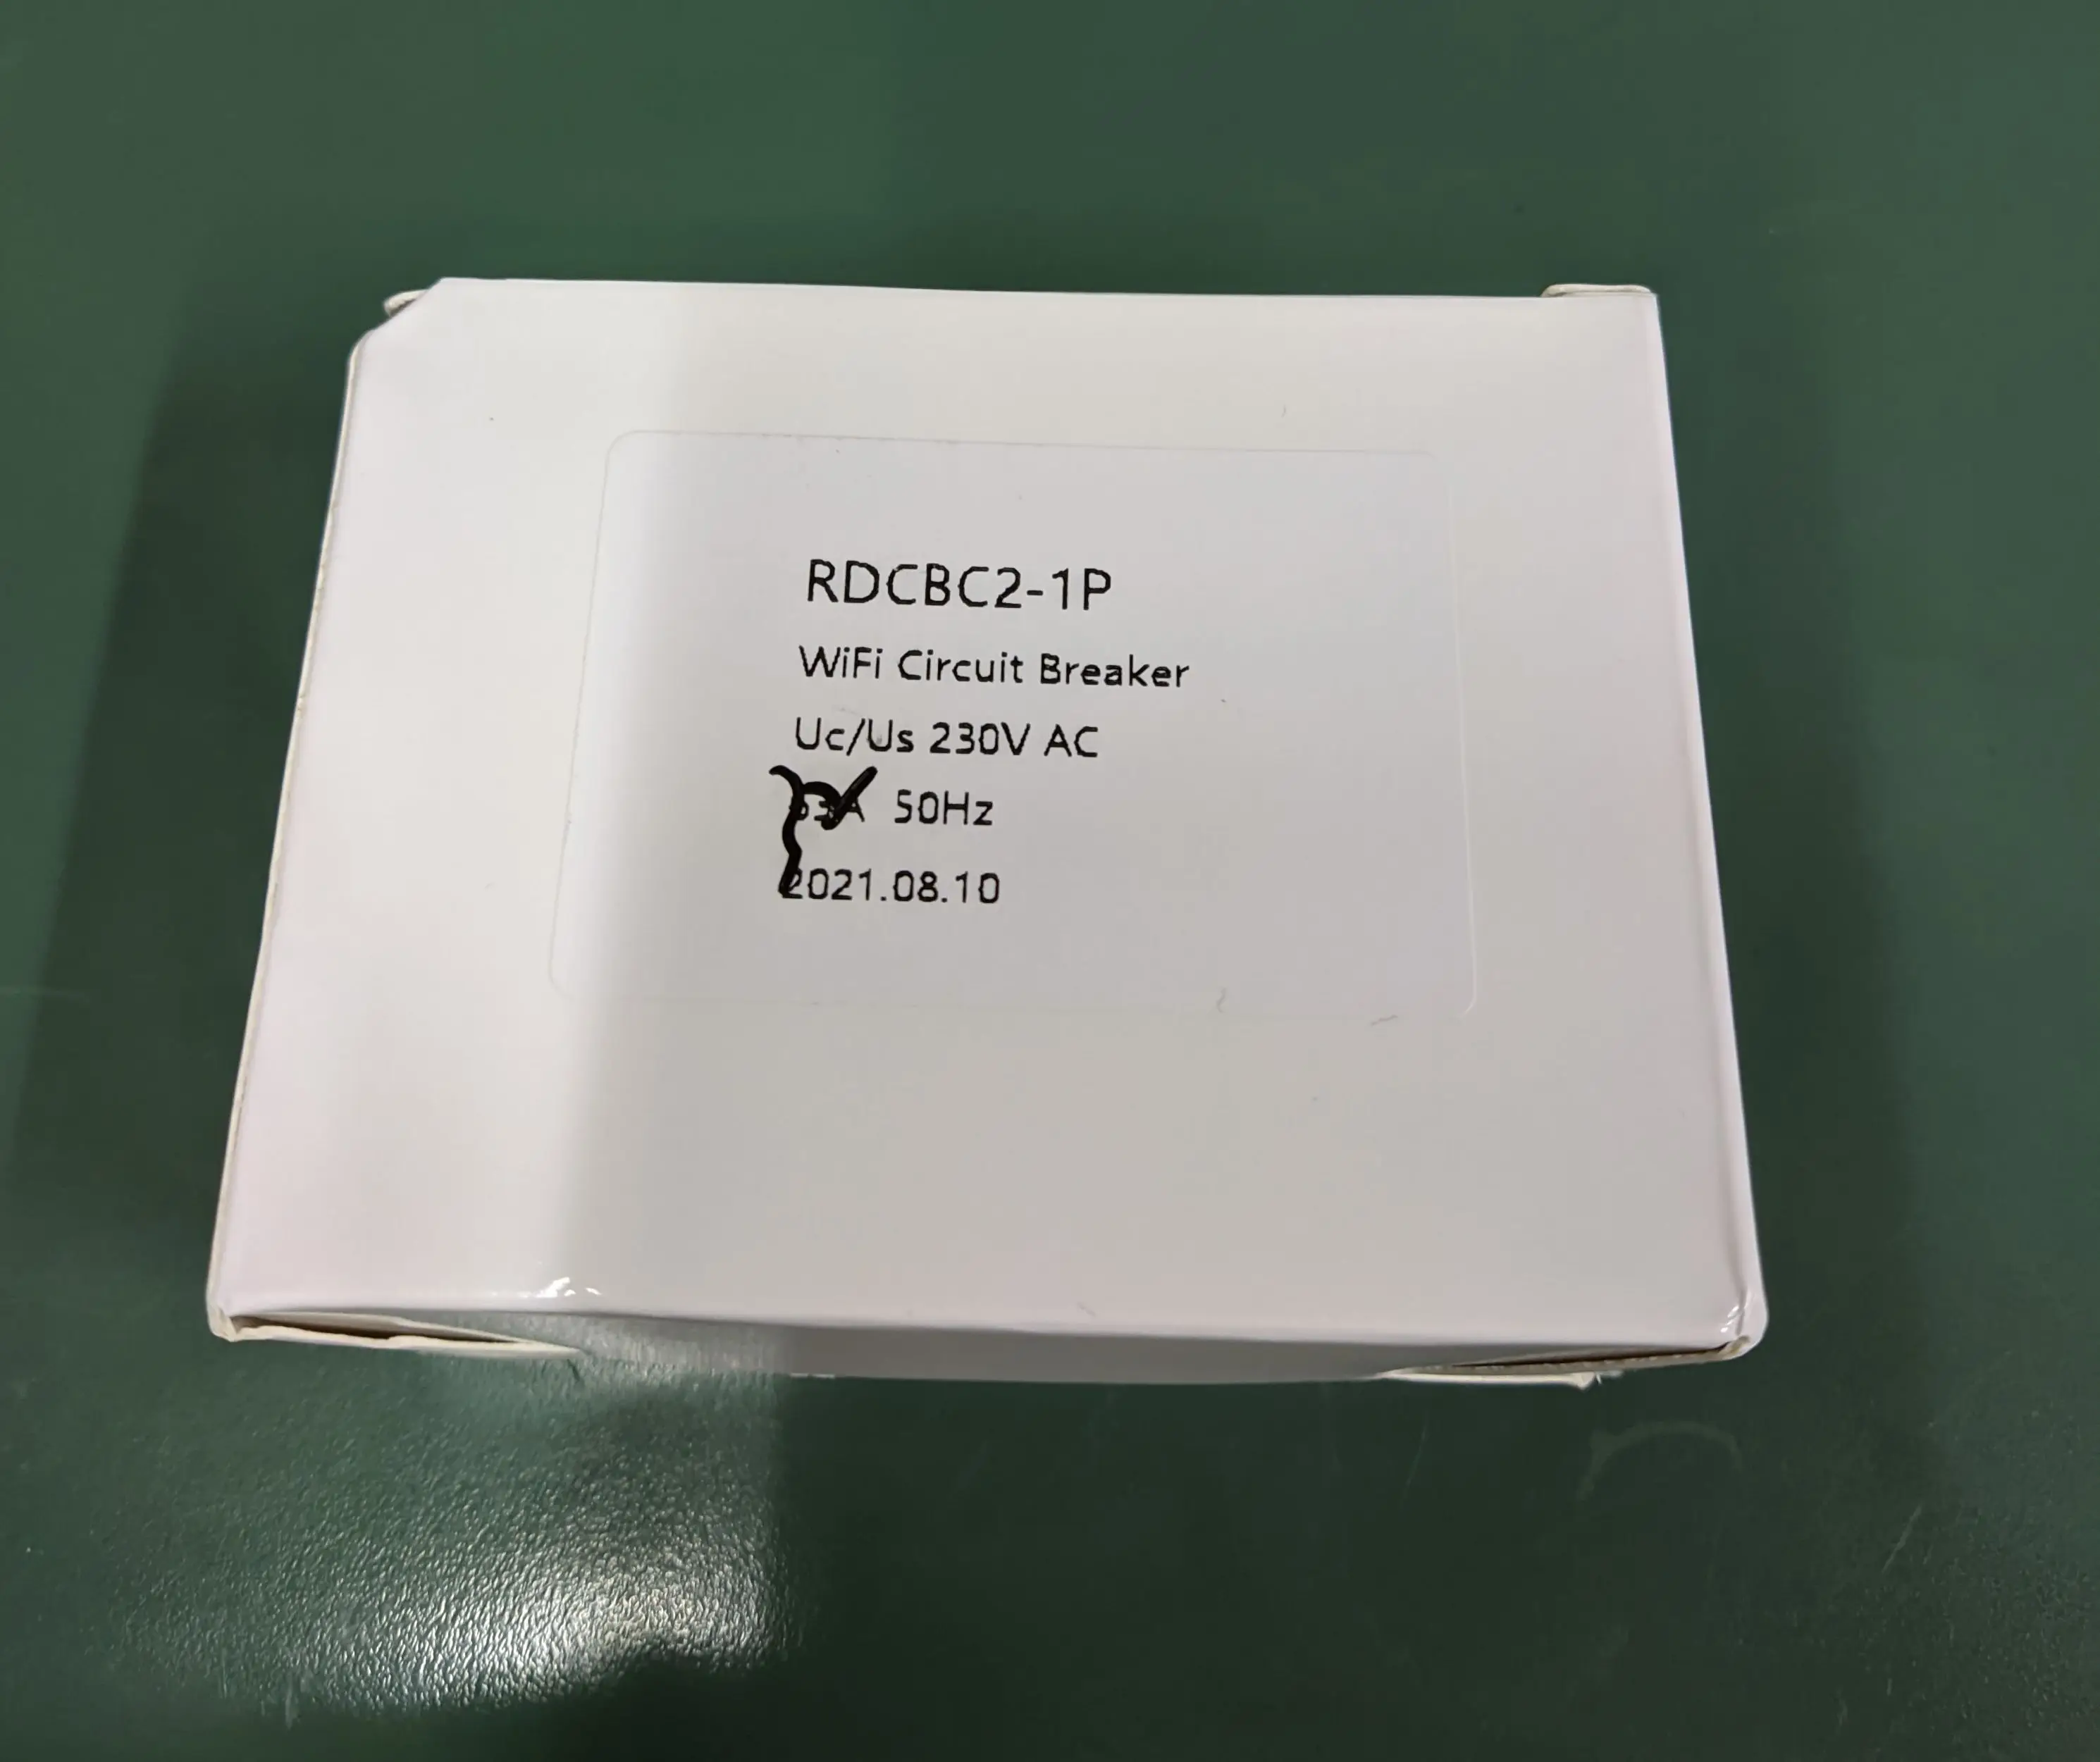 RDCBC2-1P
WiFi Circuit Breaker
Uc/Us 230V AC
50Hz
2021.08.10